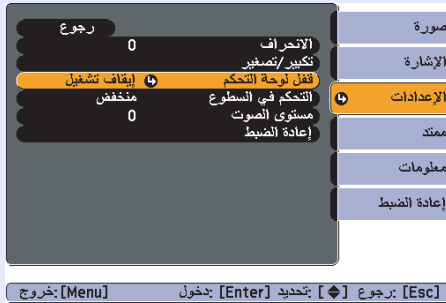 صورة
الإشارة
الإعدادات
ممتد
معلومات
إعادة الضبط
رجوع
الانحراف 0
تكبير/تصغير
قفل لوحة التحكم إيقاف تشغيل
التحكم في السطوع منخفض
مستوى الصوت 0
إعادة الضبط
[Esc] :رجوع [◆] :تحديد [Enter] :دخول [Menu] :خروج